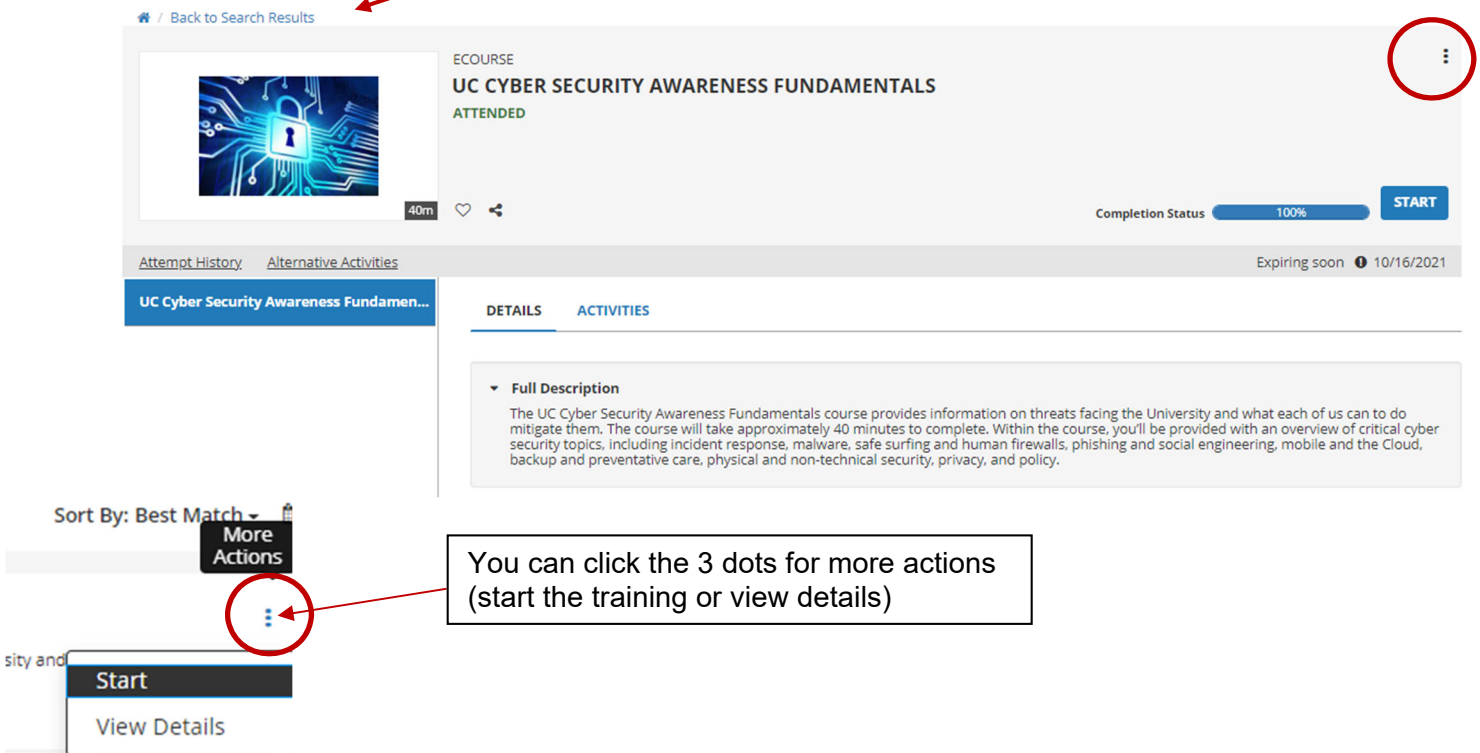 / Back to Search Results
ECOURSE
UC CYBER SECURITY AWARENESS FUNDAMENTALS
ATTENDED
40m
Completion Status 100% START
Attempt History Alternative Activities Expiring soon 10/16/2021
UC Cyber Security Awareness Fundamen...
DETAILS ACTIVITIES
Full Description
The UC Cyber Security Awareness Fundamentals course provides information on threats facing the University and what each of us can to do
mitigate them. The course will take approximately 40 minutes to complete. Within the course, you'll be provided with an overview of critical cyber
security topics, including incident response, malware, safe surfing and human firewalls, phishing and social engineering, mobile and the Cloud,
backup and preventative care, physical and non-technical security, privacy, and policy.
Sort By: Best Match
More
Actions
You can click the 3 dots for more actions
(start the training or view details)
sity and
Start
View Details